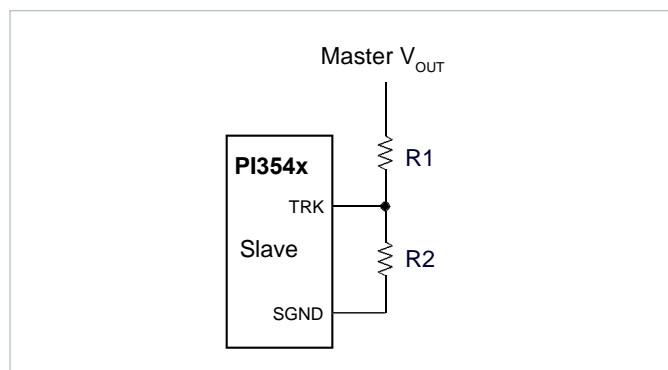 Master V_OUT
R1
PI354x
TRK
Slave
R2
SGND